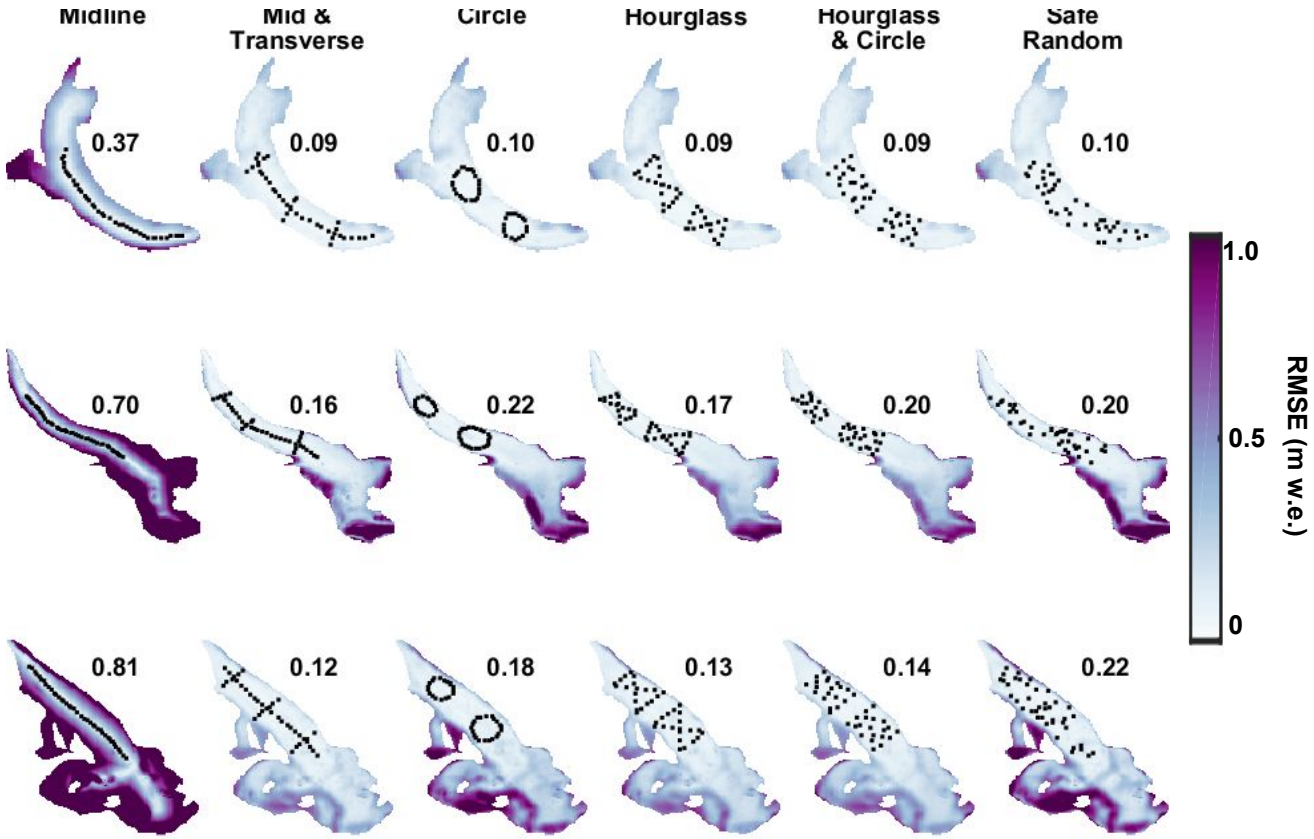 Midline
Mid &
Transverse
Circle
Hourglass
Hourglass
& Circle
Safe
Random
0.37
0.09
0.10
0.09
0.09
0.10
0.70
0.16
0.22
0.17
0.20
0.20
0.81
0.12
0.18
0.13
0.14
0.22
1.0
0.5
0
RMSE (m w.e.)